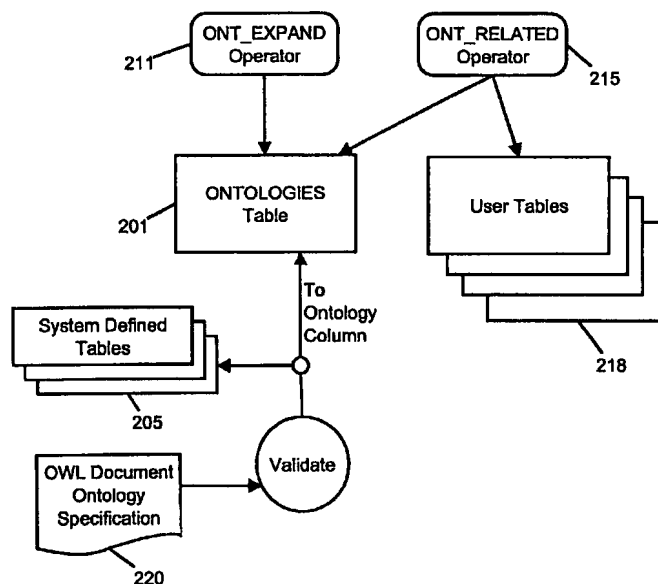 ONT_EXPAND
Operator
211
ONT_RELATED
Operator
215
ONTOLOGIES
Table
201
User Tables
218
To
Ontology
Column
System Defined
Tables
205
Validate
OWL Document
Ontology
Specification
220